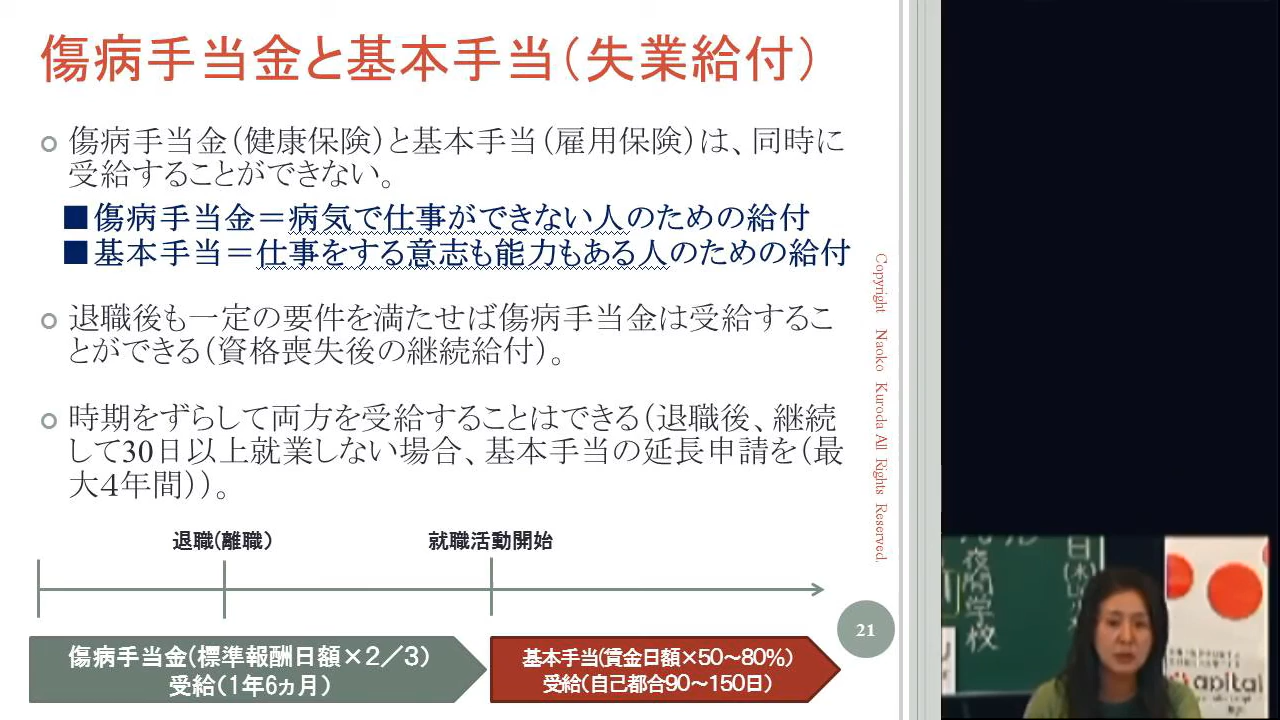 傷病手当金と基本手当（失業給付）
傷病手当金（健康保険）と基本手当（雇用保険）は、同時に
受給することができない。
■傷病手当金＝病気で仕事ができない人のための給付
■基本手当＝仕事をする意志も能力もある人のための給付
退職後も一定の要件を満たせば傷病手当金は受給するこ
とができる（資格喪失後の継続給付）。
時期をずらして両方を受給することはできる（退職後、継続
して30日以上就業しない場合、基本手当の延長申請を（最
大４年間））。
退職(離職）
就職活動開始
傷病手当金(標準報酬日額×２／３）
受給（１年６ヵ月）
基本手当(賃金日額×50～80%）
受給（自己都合90～150日）
21
Copyright Naoko Kuroda All Rights Reserved.
夜間学校
日
(木)
apital